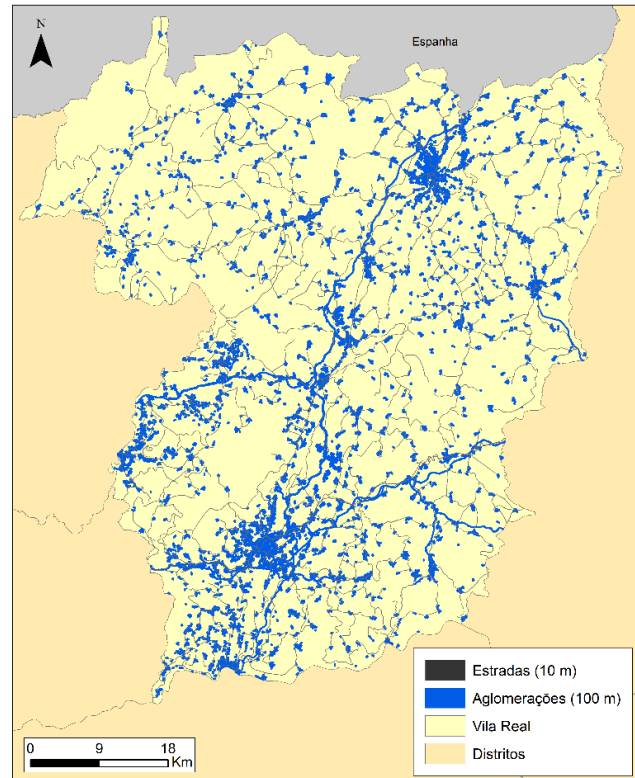 N
Espanha
Estradas (10 m)
Aglomerações (100 m)
Vila Real
Distritos
0 9 18
Km